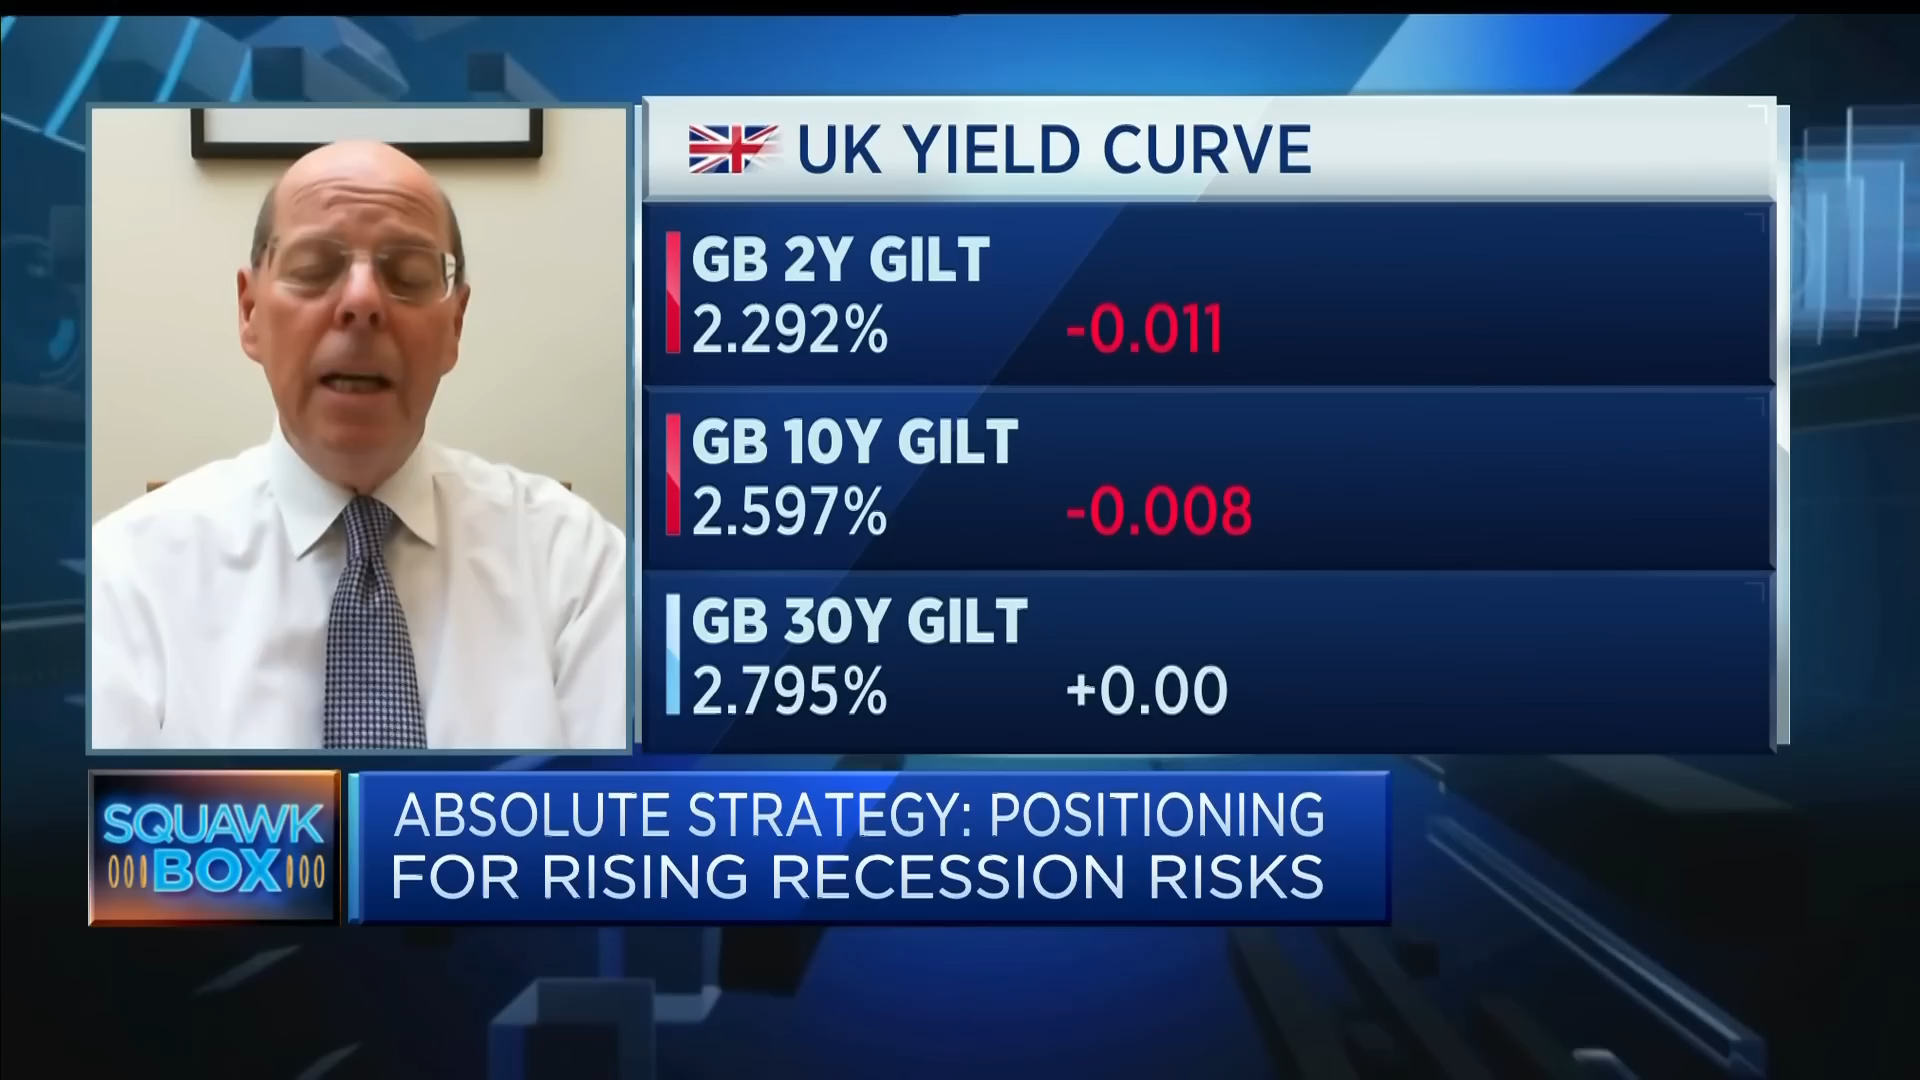 UK YIELD CURVE
GB 2Y GILT
2.292% -0.011
GB 10Y GILT
2.597% -0.008
GB 30Y GILT
2.795% +0.00
SQUAWK
BOX
ABSOLUTE STRATEGY: POSITIONING
FOR RISING RECESSION RISKS